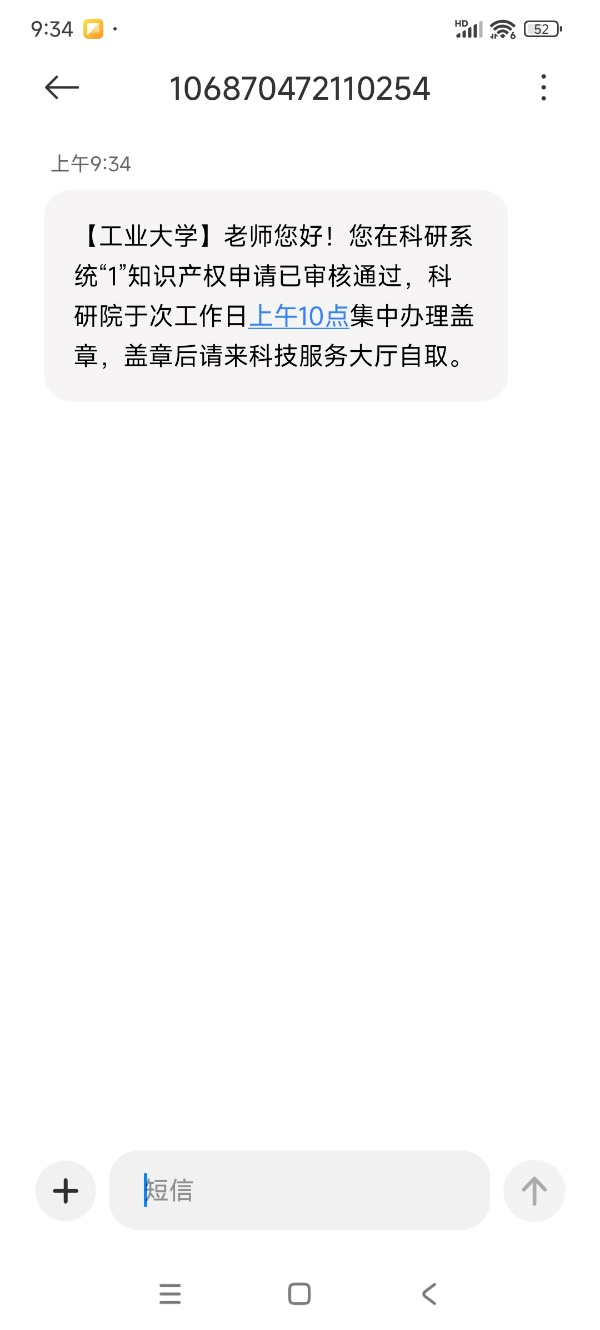 9:34
HD 6 52
106870472110254
上午9:34
【工业大学】老师您好！您在科研系
统“1”知识产权申请已审核通过，科
研院于次工作日上午10点集中办理盖
章，盖章后请来科技服务大厅自取。
短信